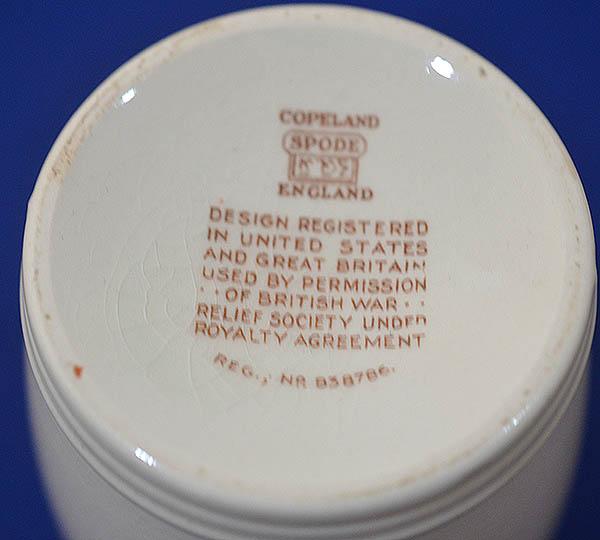 COPELAND
SPODE
ENGLAND
DESIGN REGISTERED
IN UNITED STATES
AND GREAT BRITAIN
USED BY PERMISSION
· · OF BRITISH WAR · ·
RELIEF SOCIETY UNDER
ROYALTY AGREEMENT
REG., NR 838786.